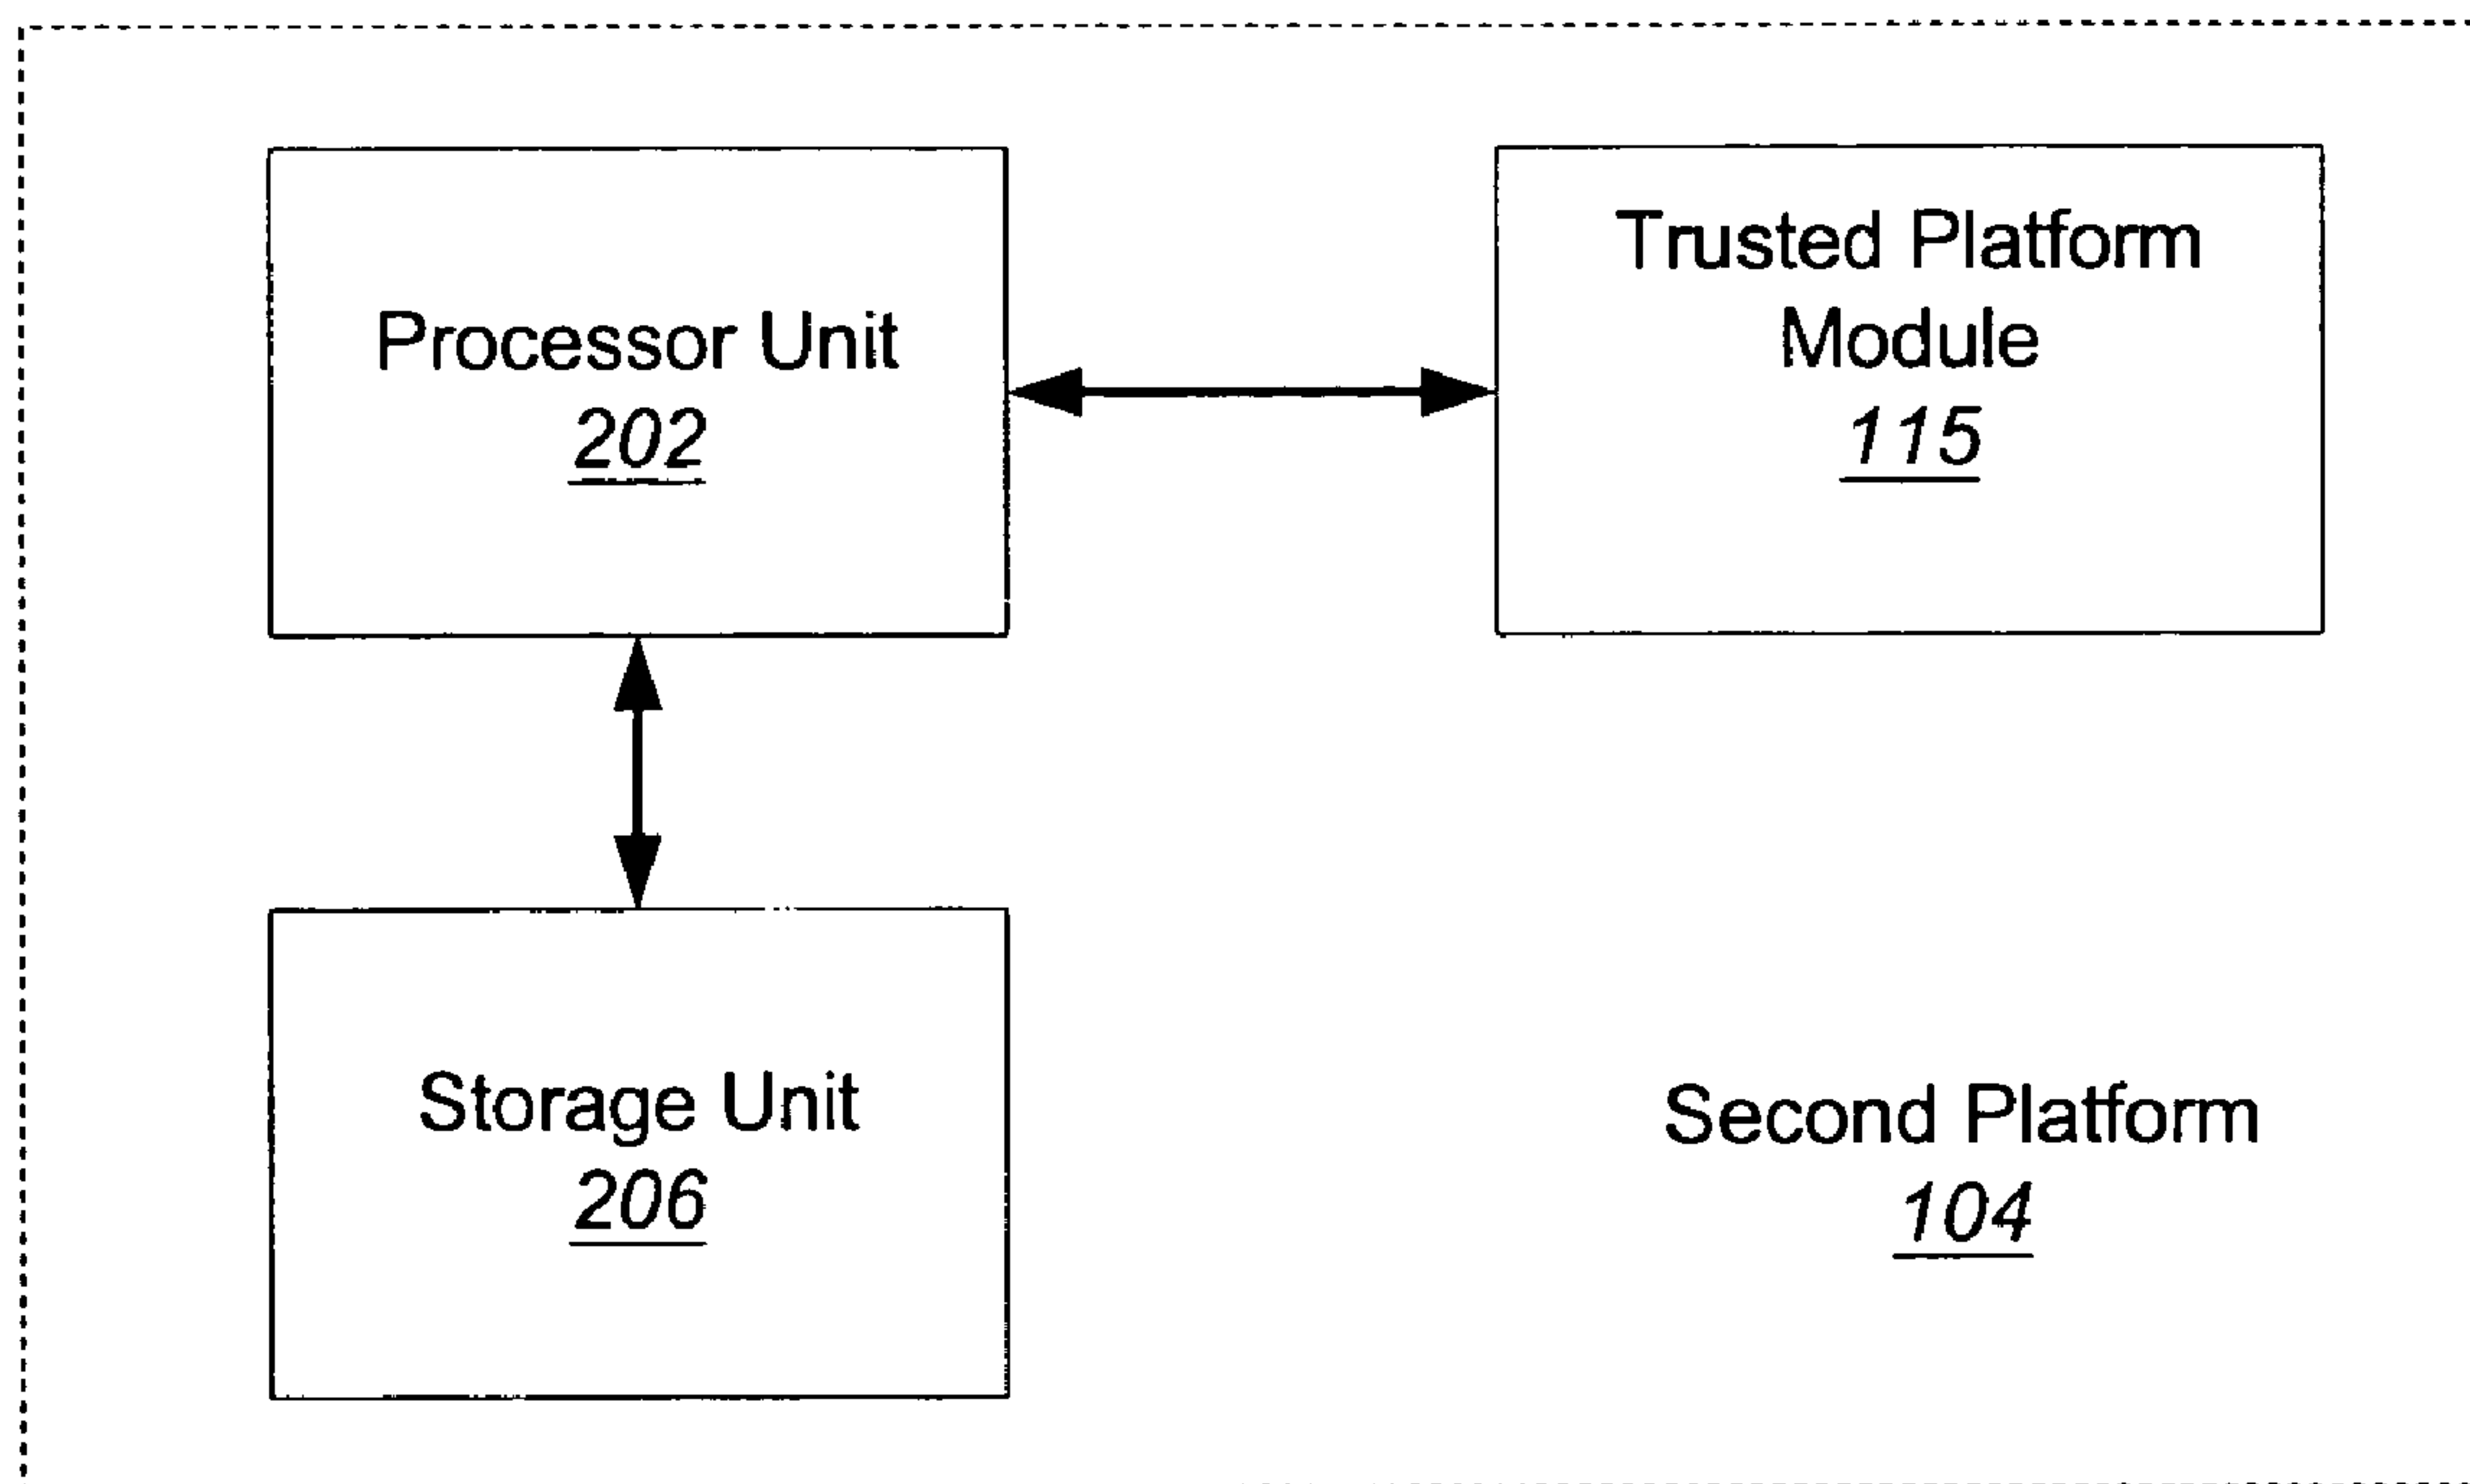 Processor Unit
202
Trusted Platform
Module
115
Storage Unit
206
Second Platform
104